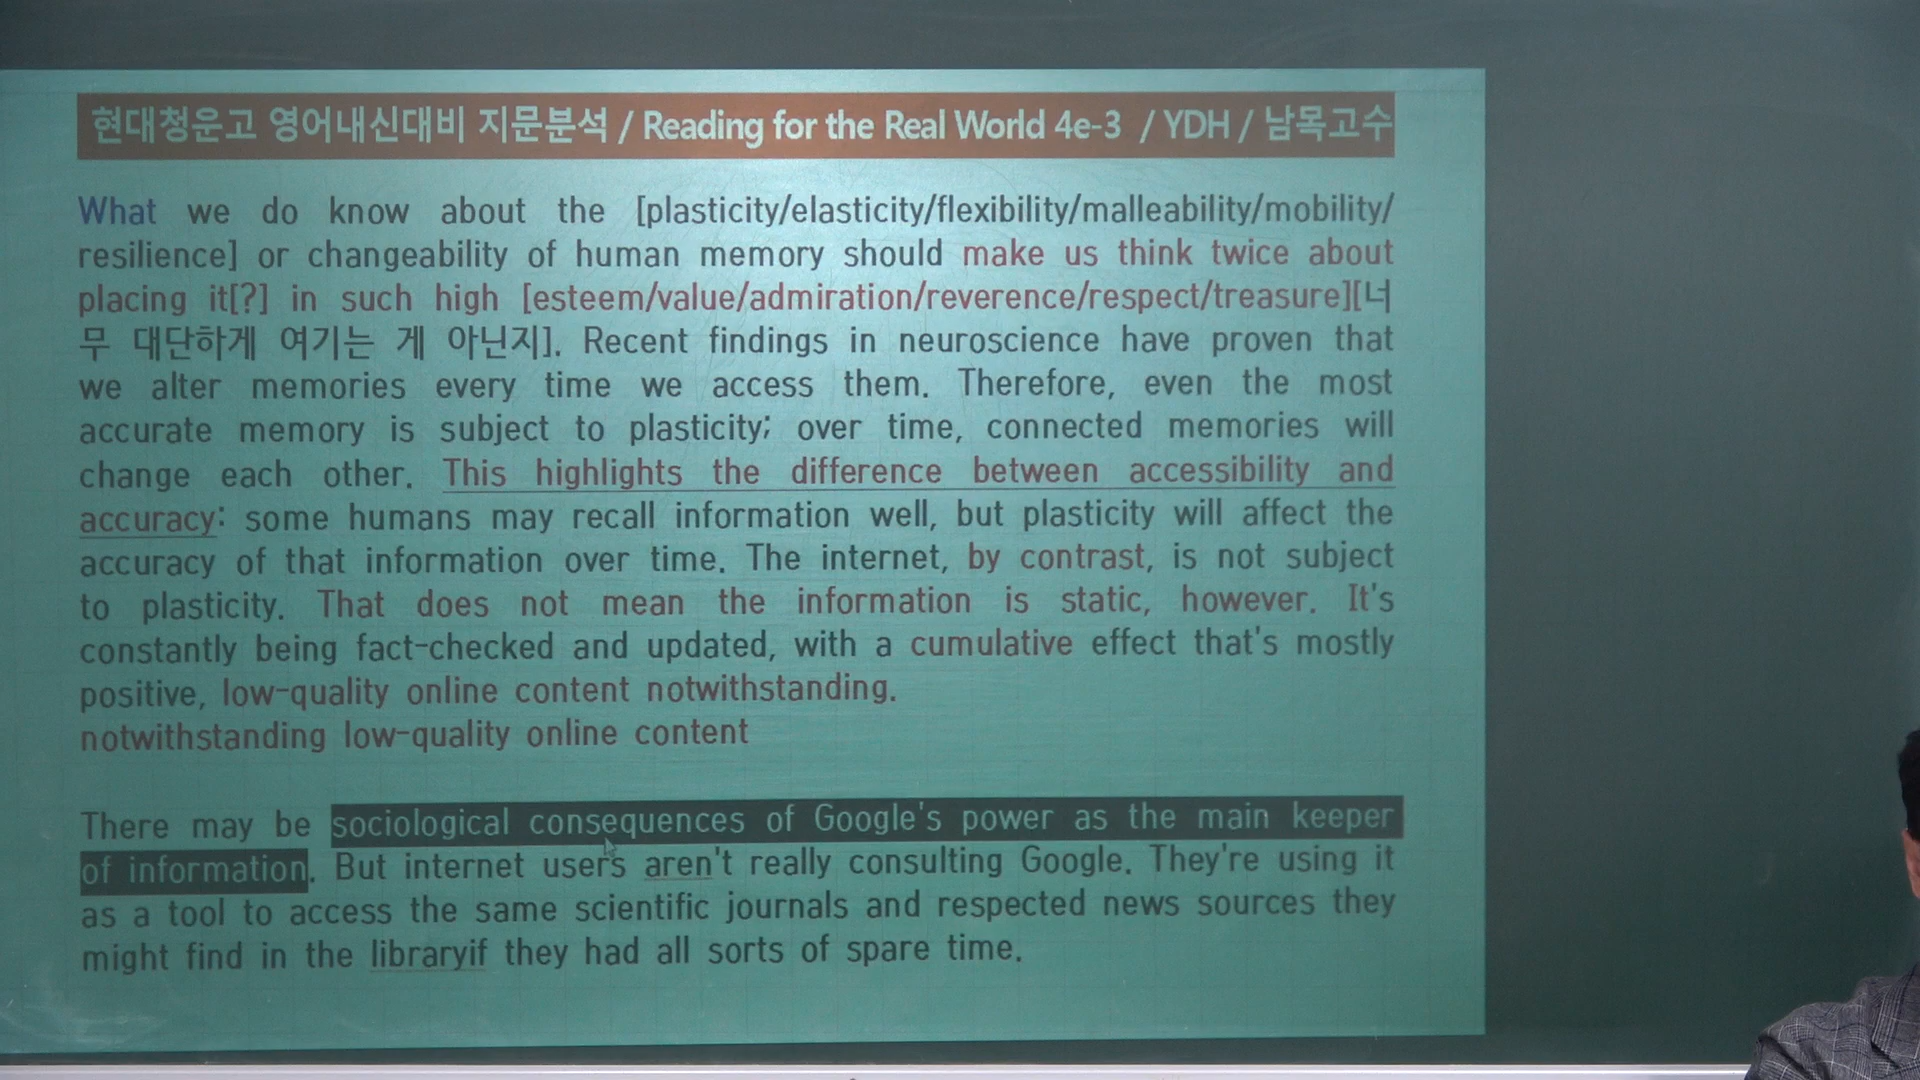 현대청운고 영어내신대비 지문분석 / Reading for the Real World 4e-3 / YDH / 남목고수
What we do know about the [plasticity/elasticity/flexibility/malleability/mobility/
resilience] or changeability of human memory should make us think twice about
placing it[?] in such high [esteem/value/admiration/reverence/respect/treasure][너
무 대단하게 여기는 게 아닌지]. Recent findings in neuroscience have proven that
we alter memories every time we access them. Therefore, even the most
accurate memory is subject to plasticity; over time, connected memories will
change each other. This highlights the difference between accessibility and
accuracy: some humans may recall information well, but plasticity will affect the
accuracy of that information over time. The internet, by contrast, is not subject
to plasticity. That does not mean the information is static, however. It's
constantly being fact-checked and updated, with a cumulative effect that's mostly
positive, low-quality online content notwithstanding.
notwithstanding low-quality online content
There may be sociological consequences of Google's power as the main keeper
of information. But internet users aren't really consulting Google. They're using it
as a tool to access the same scientific journals and respected news sources they
might find in the libraryif they had all sorts of spare time.